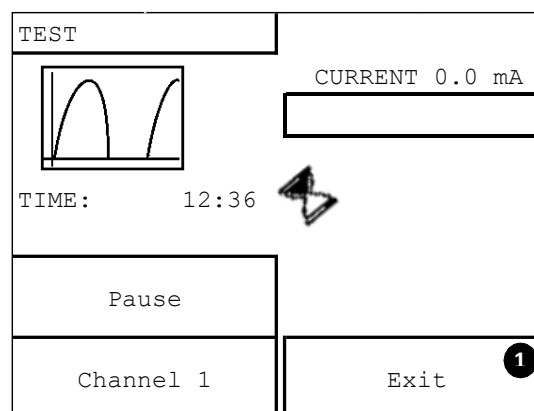 TEST
CURRENT 0.0 mA
TIME: 12:36
Pause
Channel 1
Exit
1